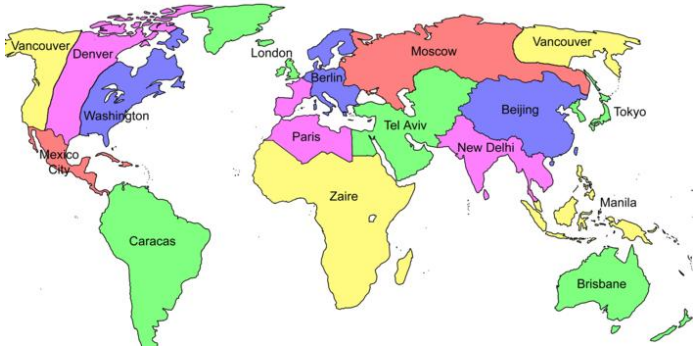 Vancouver
Denver
Washington
Mexico
City
Caracas
London
Berlin
Paris
Zaire
Moscow
Tel Aviv
New Delhi
Beijing
Vancouver
Tokyo
Manila
Brisbane